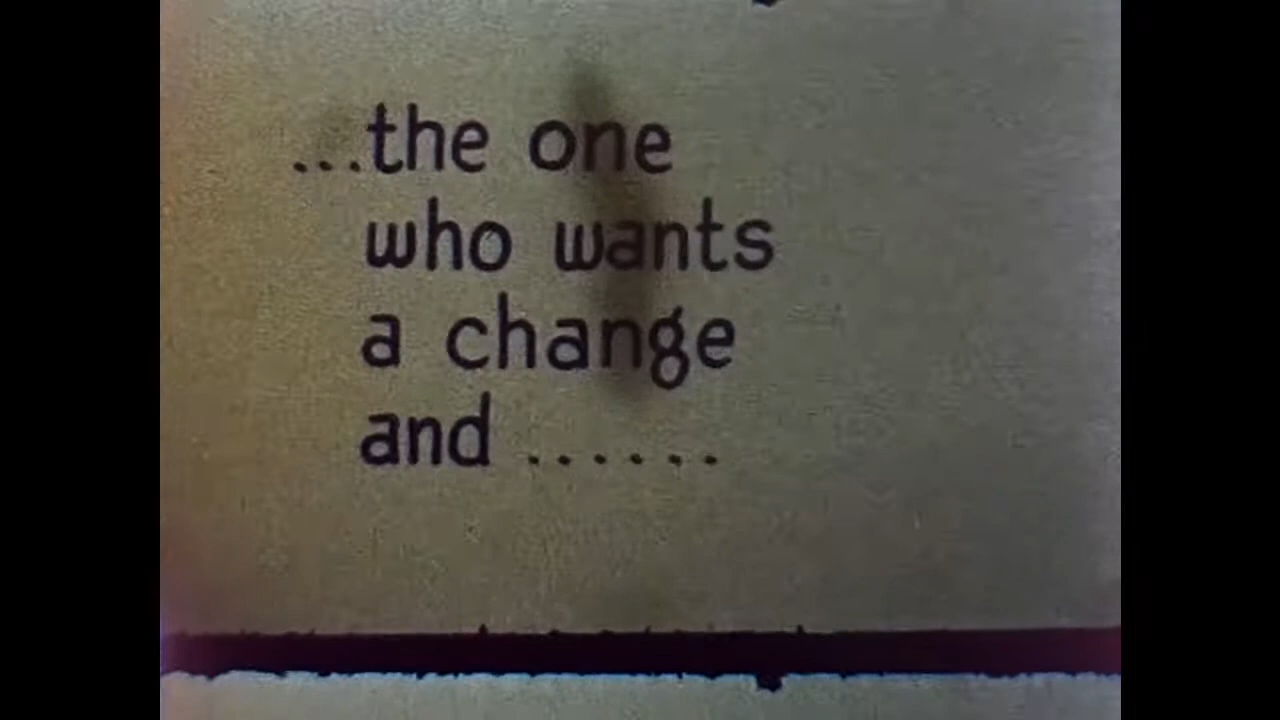 ...the one
who wants
a change
and ......